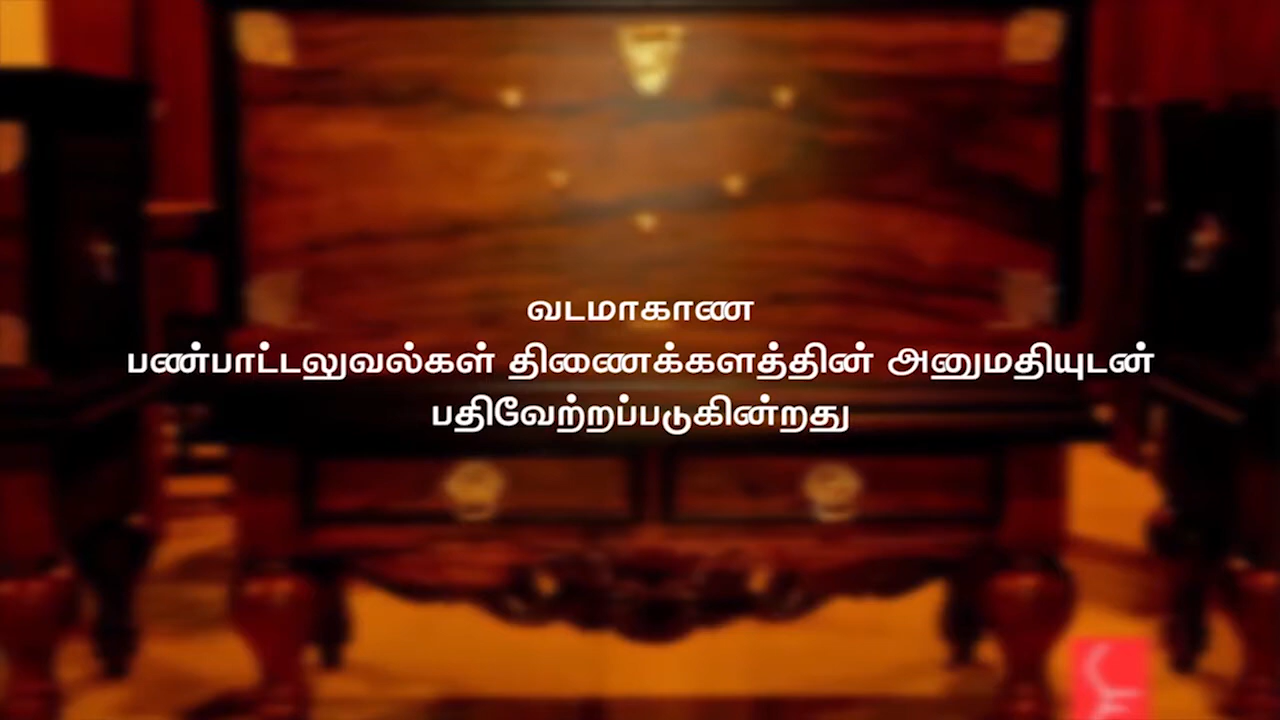 வடமாகாண
பண்பாட்டலுவல்கள் திணைக்களத்தின் அனுமதியுடன்
பதிவேற்றப்படுகின்றது